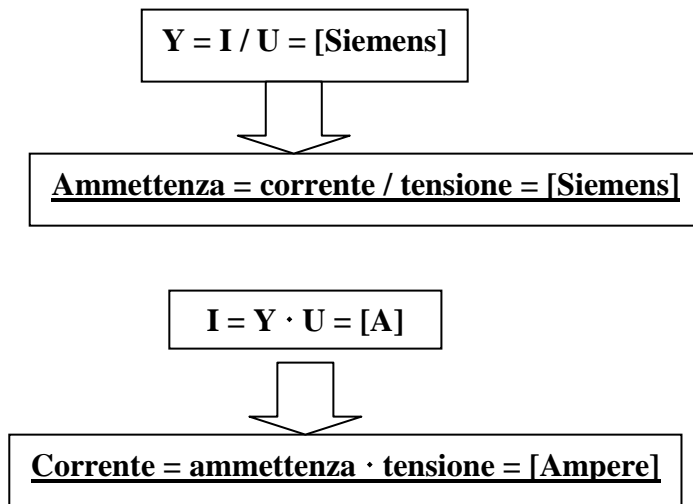 Y = I / U = [Siemens]
Ammettenza = corrente / tensione = [Siemens]
I = Y · U = [A]
Corrente = ammettenza · tensione = [Ampere]